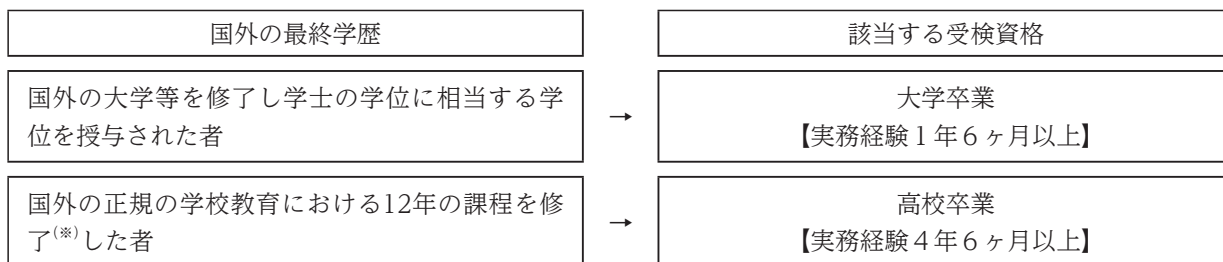 国外の最終学歴
該当する受検資格
国外の大学等を修了し学士の学位に相当する学
位を授与された者
→
大学卒業
【実務経験1年6ヶ月以上】
国外の正規の学校教育における12年の課程を修
了(※)した者
→
高校卒業
【実務経験4年6ヶ月以上】